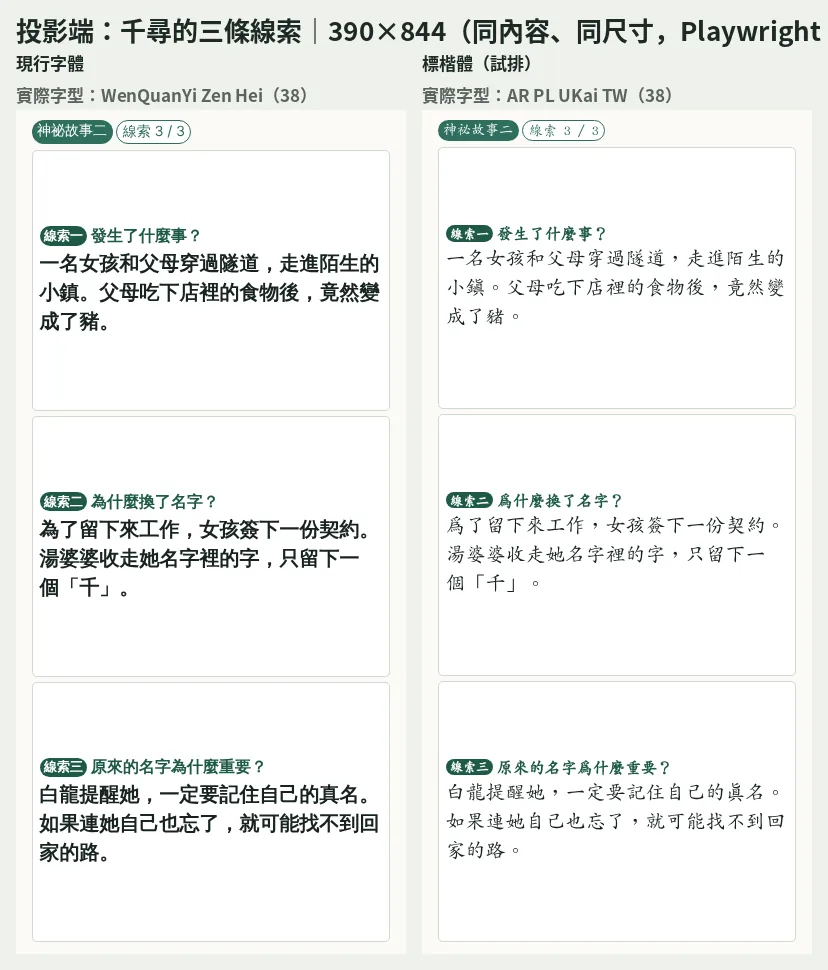 投影端：千尋的三條線索｜390×844（同內容、同尺寸，Playwright
現行字體
實際字型：WenQuanYi Zen Hei（38）
神祕故事二 線索 3 / 3
線索一 發生了什麼事？
一名女孩和父母穿過隧道，走進陌生的
小鎮。父母吃下店裡的食物後，竟然變
成了豬。
線索二 為什麼換了名字？
為了留下來工作，女孩簽下一份契約。
湯婆婆收走她名字裡的字，只留下一
個「千」。
線索三 原來的名字為什麼重要？
白龍提醒她，一定要記住自己的真名。
如果連她自己也忘了，就可能找不到回
家的路。
標楷體（試排）
實際字型：AR PL UKai TW（38）
神祕故事二 線索 3 / 3
線索一 發生了什麼事？
一名女孩和父母穿過隧道，走進陌生的
小鎮。父母吃下店裡的食物後，竟然變
成了豬。
線索二 爲什麼換了名字？
爲了留下來工作，女孩簽下一份契約。
湯婆婆收走她名字裡的字，只留下一
個「千」。
線索三 原來的名字爲什麼重要？
白龍提醒她，一定要記住自己的眞名。
如果連她自己也忘了，就可能找不到回
家的路。